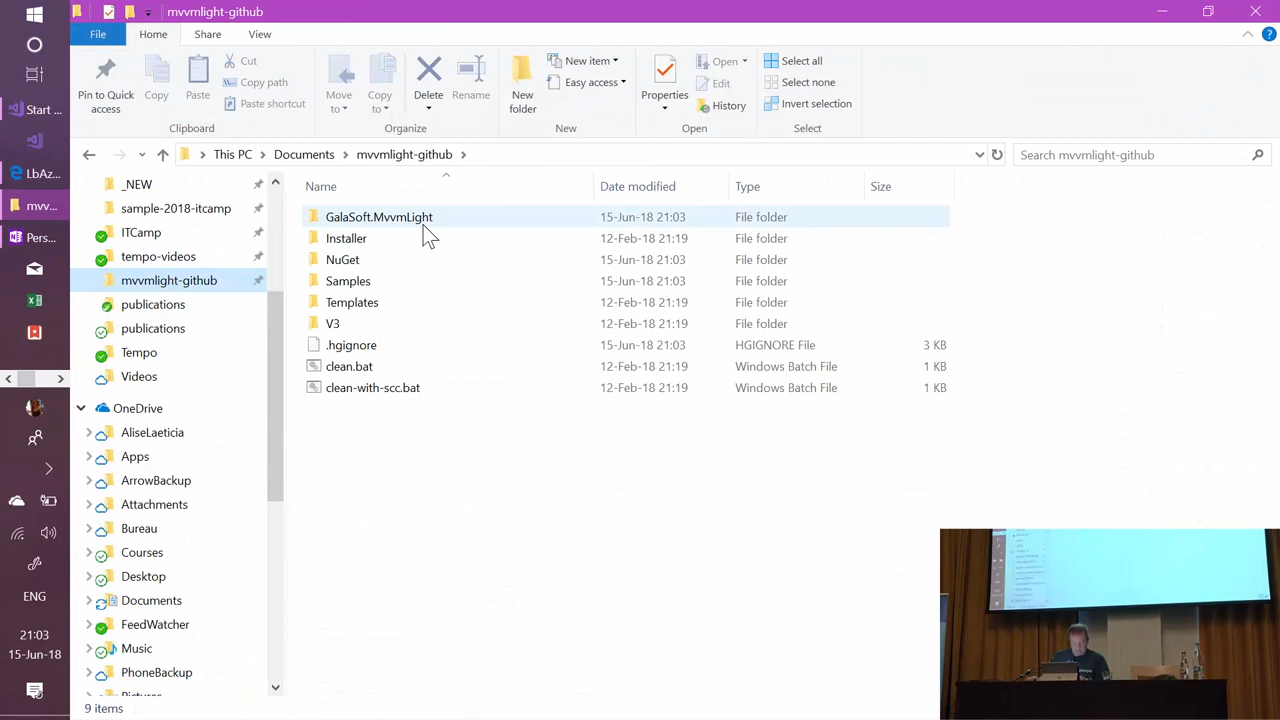 mvvmlight-github
File
Home
Share
View
Pin to Quick access
Copy
Paste
Cut
Copy path
Paste shortcut
Clipboard
Move to
Copy to
Delete
Rename
Organize
New folder
New item
Easy access
New
Properties
Open
Edit
History
Open
Select all
Select none
Invert selection
Select
This PC
Documents
mvvmlight-github
Search mvvmlight-github
Start ...
LbAz...
mvv...
Pers...
ENG
21:03
15-Jun-18
_NEW
sample-2018-itcamp
ITCamp
tempo-videos
mvvmlight-github
publications
publications
Tempo
Videos
OneDrive
AliseLaeticia
Apps
ArrowBackup
Attachments
Bureau
Courses
Desktop
Documents
FeedWatcher
Music
PhoneBackup
Pictures
Name Date modified Type Size
GalaSoft.MvvmLight 15-Jun-18 21:03 File folder
Installer 12-Feb-18 21:19 File folder
NuGet 15-Jun-18 21:03 File folder
Samples 15-Jun-18 21:03 File folder
Templates 12-Feb-18 21:19 File folder
V3 12-Feb-18 21:19 File folder
.hgignore 15-Jun-18 21:03 HGIGNORE File 3 KB
clean.bat 12-Feb-18 21:19 Windows Batch File 1 KB
clean-with-scc.bat 12-Feb-18 21:19 Windows Batch File 1 KB
9 items